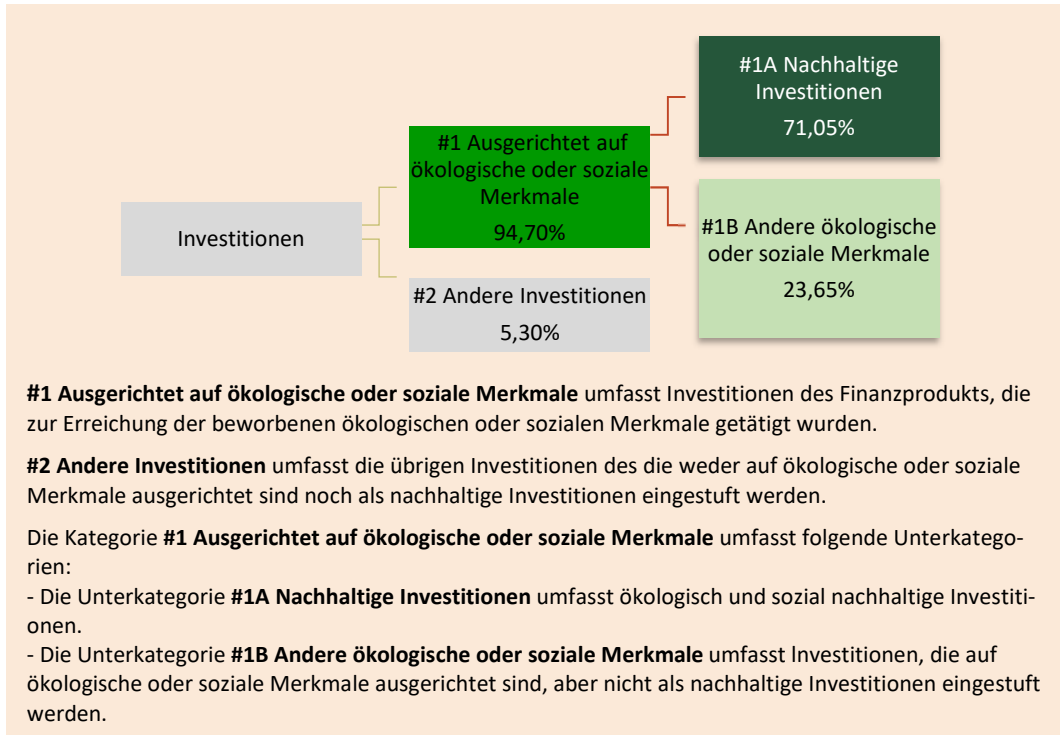 #1A Nachhaltige
Investitionen
71,05%
#1 Ausgerichtet auf
ökologische oder soziale
Merkmale
94,70%
#1B Andere ökologische
oder soziale Merkmale
23,65%
Investitionen
#2 Andere Investitionen
5,30%
#1 Ausgerichtet auf ökologische oder soziale Merkmale umfasst Investitionen des Finanzprodukts, die
zur Erreichung der beworbenen ökologischen oder sozialen Merkmale getätigt wurden.
#2 Andere Investitionen umfasst die übrigen Investitionen des die weder auf ökologische oder soziale
Merkmale ausgerichtet sind noch als nachhaltige Investitionen eingestuft werden.
Die Kategorie #1 Ausgerichtet auf ökologische oder soziale Merkmale umfasst folgende Unterkatego-
rien:
- Die Unterkategorie #1A Nachhaltige Investitionen umfasst ökologisch und sozial nachhaltige Investiti-
onen.
- Die Unterkategorie #1B Andere ökologische oder soziale Merkmale umfasst lnvestitionen, die auf
ökologische oder soziale Merkmale ausgerichtet sind, aber nicht als nachhaltige Investitionen eingestuft
werden.